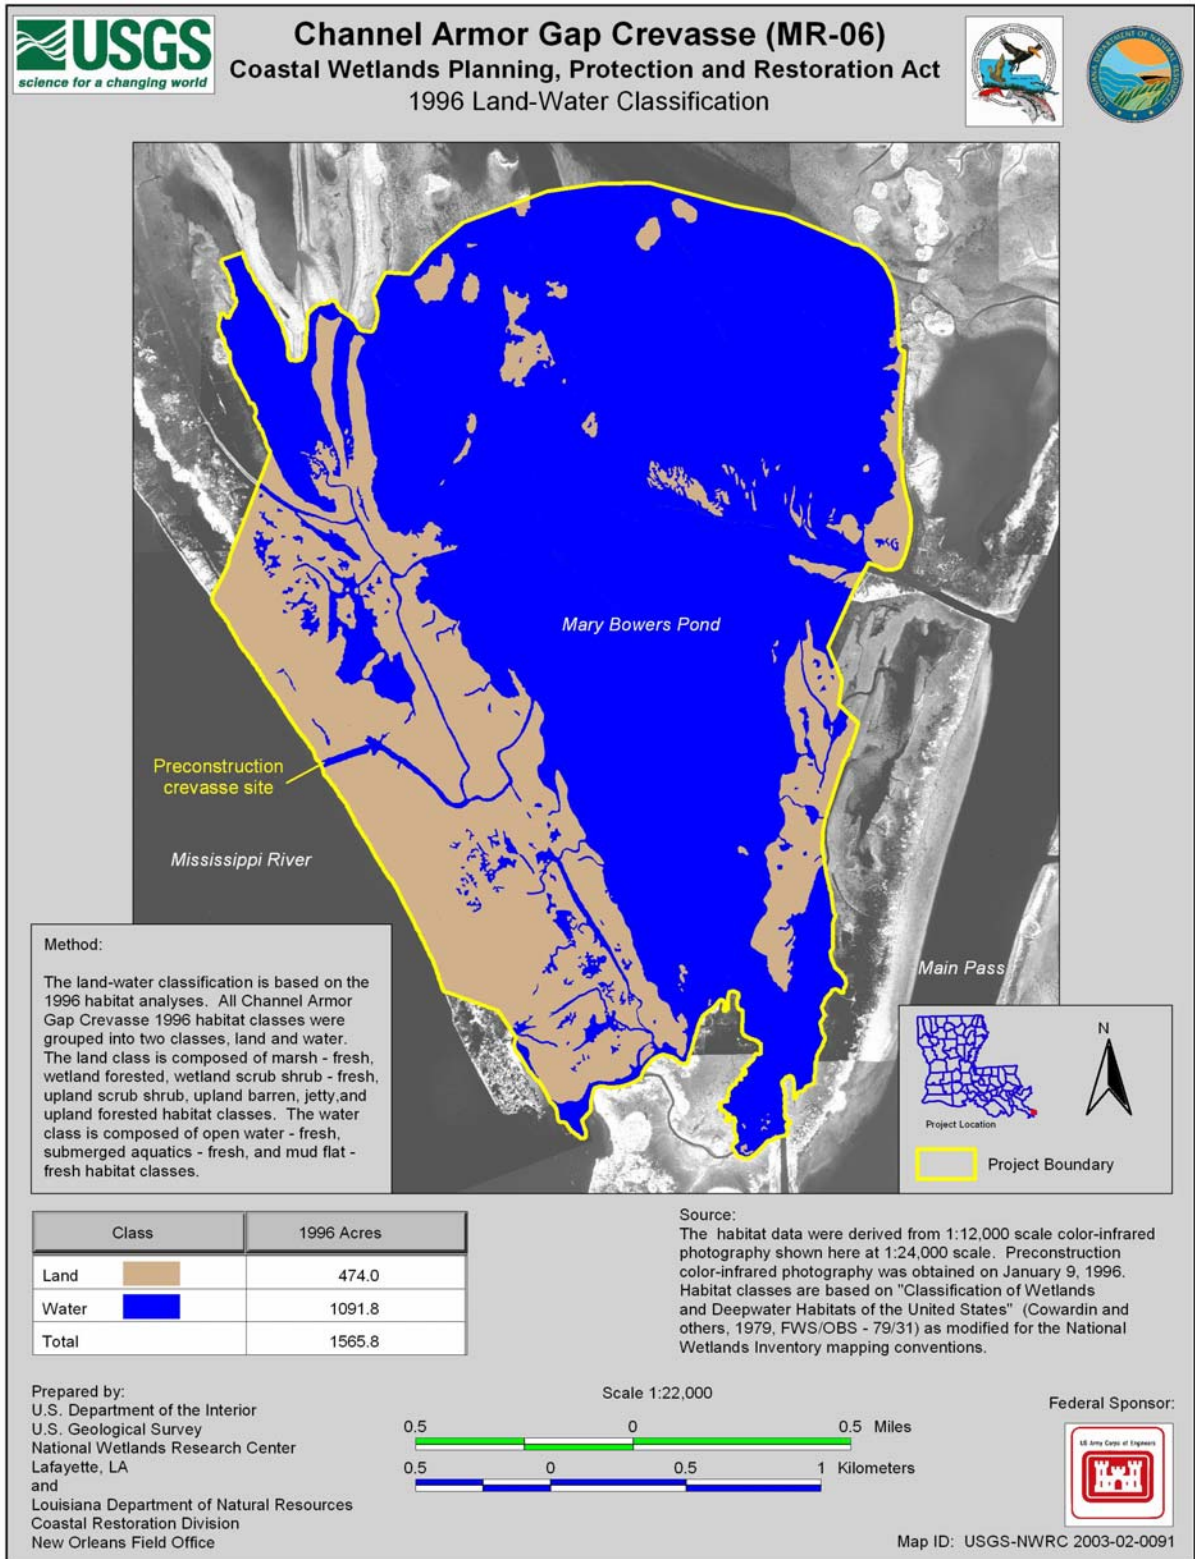 USGS
science for a changing world
Channel Armor Gap Crevasse (MR-06)
Coastal Wetlands Planning, Protection and Restoration Act
1996 Land-Water Classification
LOUISIANA DEPARTMENT OF NATURAL RESOURCES
Mary Bowers Pond
Preconstruction
crevasse site
Mississippi River
Main Pass
Method:
The land-water classification is based on the
1996 habitat analyses. All Channel Armor
Gap Crevasse 1996 habitat classes were
grouped into two classes, land and water.
The land class is composed of marsh - fresh,
wetland forested, wetland scrub shrub - fresh,
upland scrub shrub, upland barren, jetty,and
upland forested habitat classes. The water
class is composed of open water - fresh,
submerged aquatics - fresh, and mud flat -
fresh habitat classes.
N
Project Location
Project Boundary
Class 1996 Acres
Land 474.0
Water 1091.8
Total 1565.8
Source:
The habitat data were derived from 1:12,000 scale color-infrared
photography shown here at 1:24,000 scale. Preconstruction
color-infrared photography was obtained on January 9, 1996.
Habitat classes are based on "Classification of Wetlands
and Deepwater Habitats of the United States" (Cowardin and
others, 1979, FWS/OBS - 79/31) as modified for the National
Wetlands Inventory mapping conventions.
Prepared by:
U.S. Department of the Interior
U.S. Geological Survey
National Wetlands Research Center
Lafayette, LA
and
Louisiana Department of Natural Resources
Coastal Restoration Division
New Orleans Field Office
Scale 1:22,000
0.5 0 0.5 Miles
0.5 0 0.5 1 Kilometers
Federal Sponsor:
US Army Corps of Engineers
Map ID: USGS-NWRC 2003-02-0091